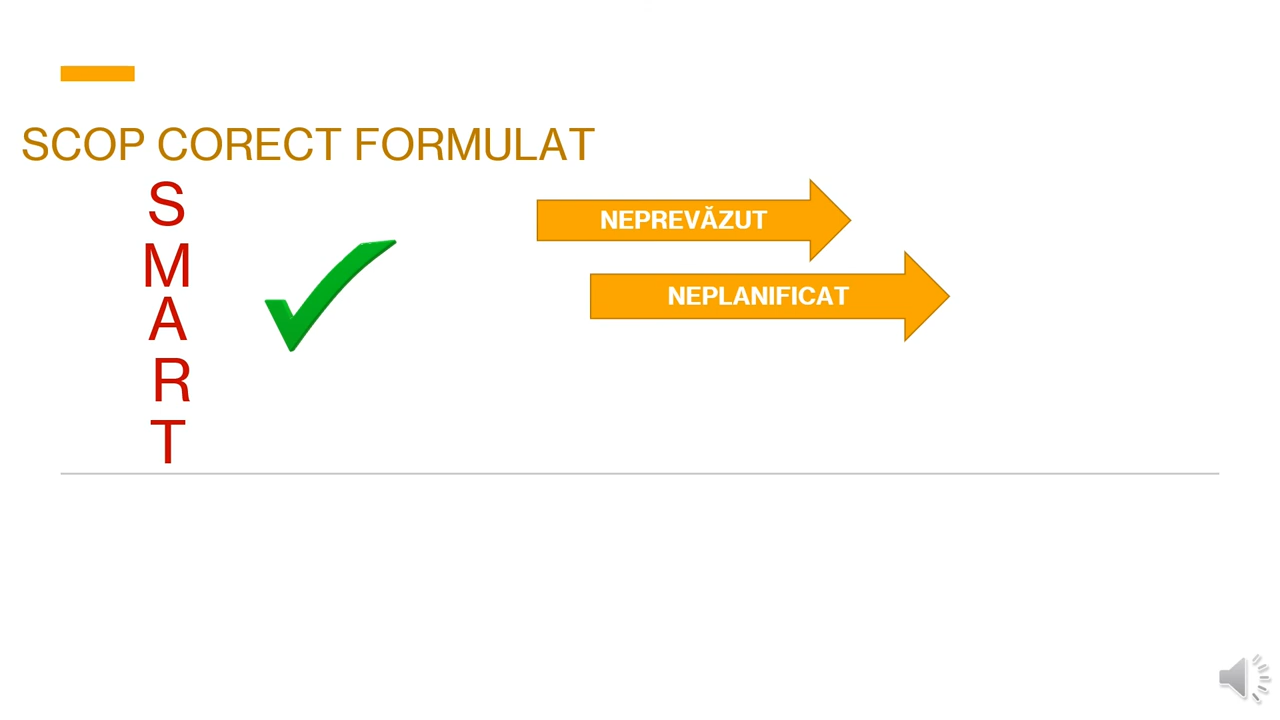 SCOP CORECT FORMULAT
S
M
A
R
T
NEPREVĂZUT
NEPLANIFICAT